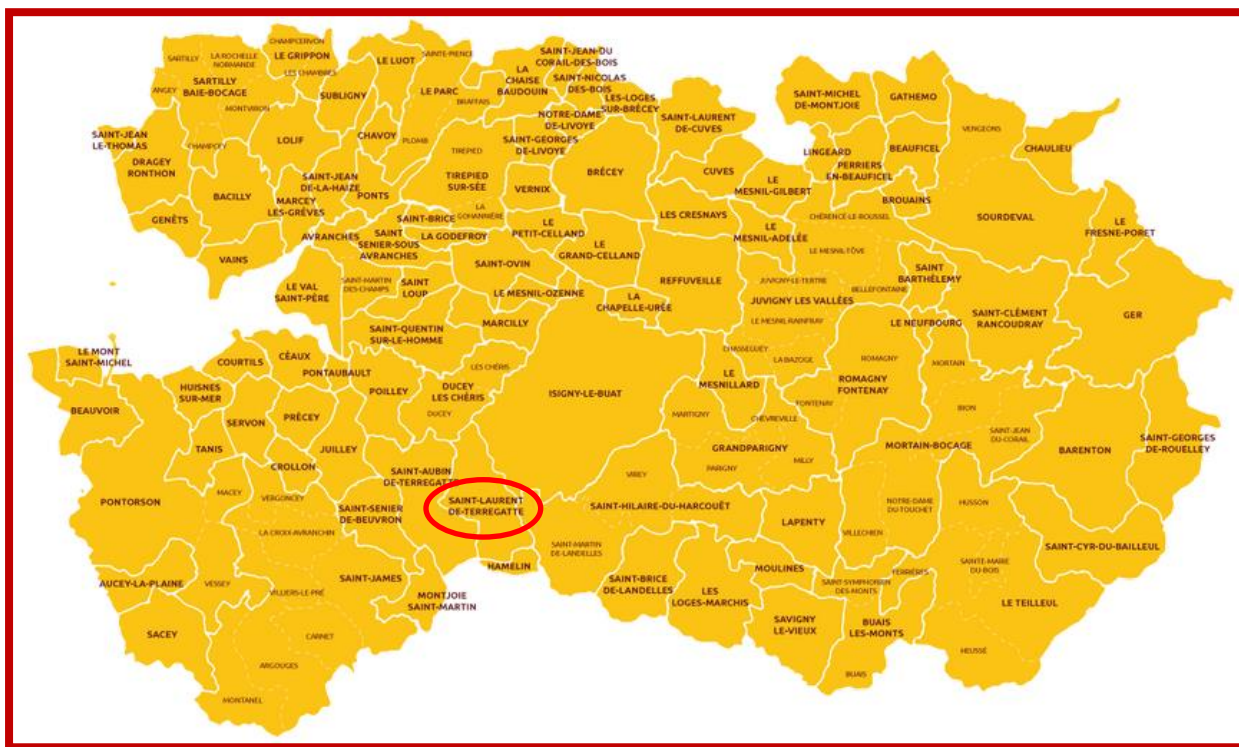 CHAMPCERVON
SARTILLY
LA ROCHELLE
NORMANDE
LE GRIPPON
LES CHAMBRES
LE LUOT
SAINTE-PIENCE
SAINT-JEAN-DU
CORAIL-DES-BOIS
LA
CHAISE
BAUDOUIN
SAINT-NICOLAS
DES-BOIS
ANGEY
SARTILLY
BAIE-BOCAGE
MONTVIRON
SUBLIGNY
LE PARC
BRAFFAIS
NOTRE-DAME
DE-LIVOYE
LES-LOGES
SUR-BRÉCEY
SAINT-LAURENT
DE-CUVES
SAINT-MICHEL
DE-MONTJOIE
GATHEMO
VENGEONS
CHAULIEU
SAINT-JEAN
LE-THOMAS
CHAMPCEY
LOLIF
CHAVOY
PLOMB
TIREPIED
SAINT-GEORGES
DE-LIVOYE
LINGEARD
BEAUFICEL
DRAGEY
RONTHON
BACILLY
SAINT-JEAN
DE-LA-HAIZE
PONTS
TIREPIED
SUR-SÉE
VERNIX
BRÉCEY
CUVES
LE
MESNIL-GILBERT
PERRIERS
EN-BEAUFICEL
BROUAINS
GENÊTS
MARCEY
LES-GRÈVES
SAINT-BRICE
LA
GOHANNIÈRE
LE
PETIT-CELLAND
LES CRESNAYS
CHÉRENCÉ-LE-ROUSSEL
SOURDEVAL
LE
FRESNE-PORET
VAINS
AVRANCHES
SAINT
SENIER-SOUS
AVRANCHES
LA GODEFROY
LE
GRAND-CELLAND
LE
MESNIL-ADELÉE
LE MESNIL-TÔVE
SAINT-OVIN
REFFUVEILLE
SAINT
BARTHÉLEMY
LE VAL
SAINT-PÈRE
SAINT-MARTIN
DES-CHAMPS
SAINT
LOUP
LE MESNIL-OZENNE
LA
CHAPELLE-URÉE
JUVIGNY-LE-TERTRE
JUVIGNY LES VALLÉES
BELLEFONTAINE
SAINT-CLÉMENT
RANCOUDRAY
GER
SAINT-QUENTIN
SUR-LE-HOMME
MARCILLY
LE MESNIL-RAINFRAY
LE NEUFBOURG
LE MONT
SAINT-MICHEL
COURTILS
CÉAUX
PONTAUBAULT
LES CHÉRIS
CHASSEGUEY
LA BAZOGE
ROMAGNY
MORTAIN
BEAUVOIR
HUISNES
SUR-MER
SERVON
PRÉCEY
POILLEY
DUCEY
LES CHÉRIS
DUCEY
ISIGNY-LE-BUAT
LE
MESNILLARD
MARTIGNY
CHÈVREVILLE
FONTENAY
ROMAGNY
FONTENAY
BION
SAINT-JEAN
DU-CORAIL
TANIS
CROLLON
JUILLEY
GRANDPARIGNY
PARIGNY
MILLY
MORTAIN-BOCAGE
BARENTON
SAINT-GEORGES
DE-ROUELLEY
PONTORSON
MACEY
VERGONCEY
SAINT-AUBIN
DE-TERREGATTE
VIREY
SAINT-SENIER
DE-BEUVRON
SAINT-LAURENT
DE-TERREGATTE
SAINT-HILAIRE-DU-HARCOUËT
LAPENTY
NOTRE-DAME
DU-TOUCHET
HUSSON
LA CROIX-AVRANCHIN
VILLECHIEN
SAINT-MARTIN
DE-LANDELLES
SAINT-CYR-DU-BAILLEUL
AUCEY-LA-PLAINE
VESSEY
SAINT-JAMES
HAMELIN
MOULINES
FERRIÈRES
SAINTE-MARIE
DU-BOIS
VILLIERS-LE-PRÉ
MONTJOIE
SAINT-MARTIN
SAINT-BRICE
DE-LANDELLES
LES
LOGES-MARCHIS
SAINT-SYMPHORIEN
DES-MONTS
LE TEILLEUL
SACEY
CARNET
SAVIGNY
LE-VIEUX
BUAIS
LES-MONTS
HEUSSÉ
ARGOUGES
BUAIS
MONTANEL